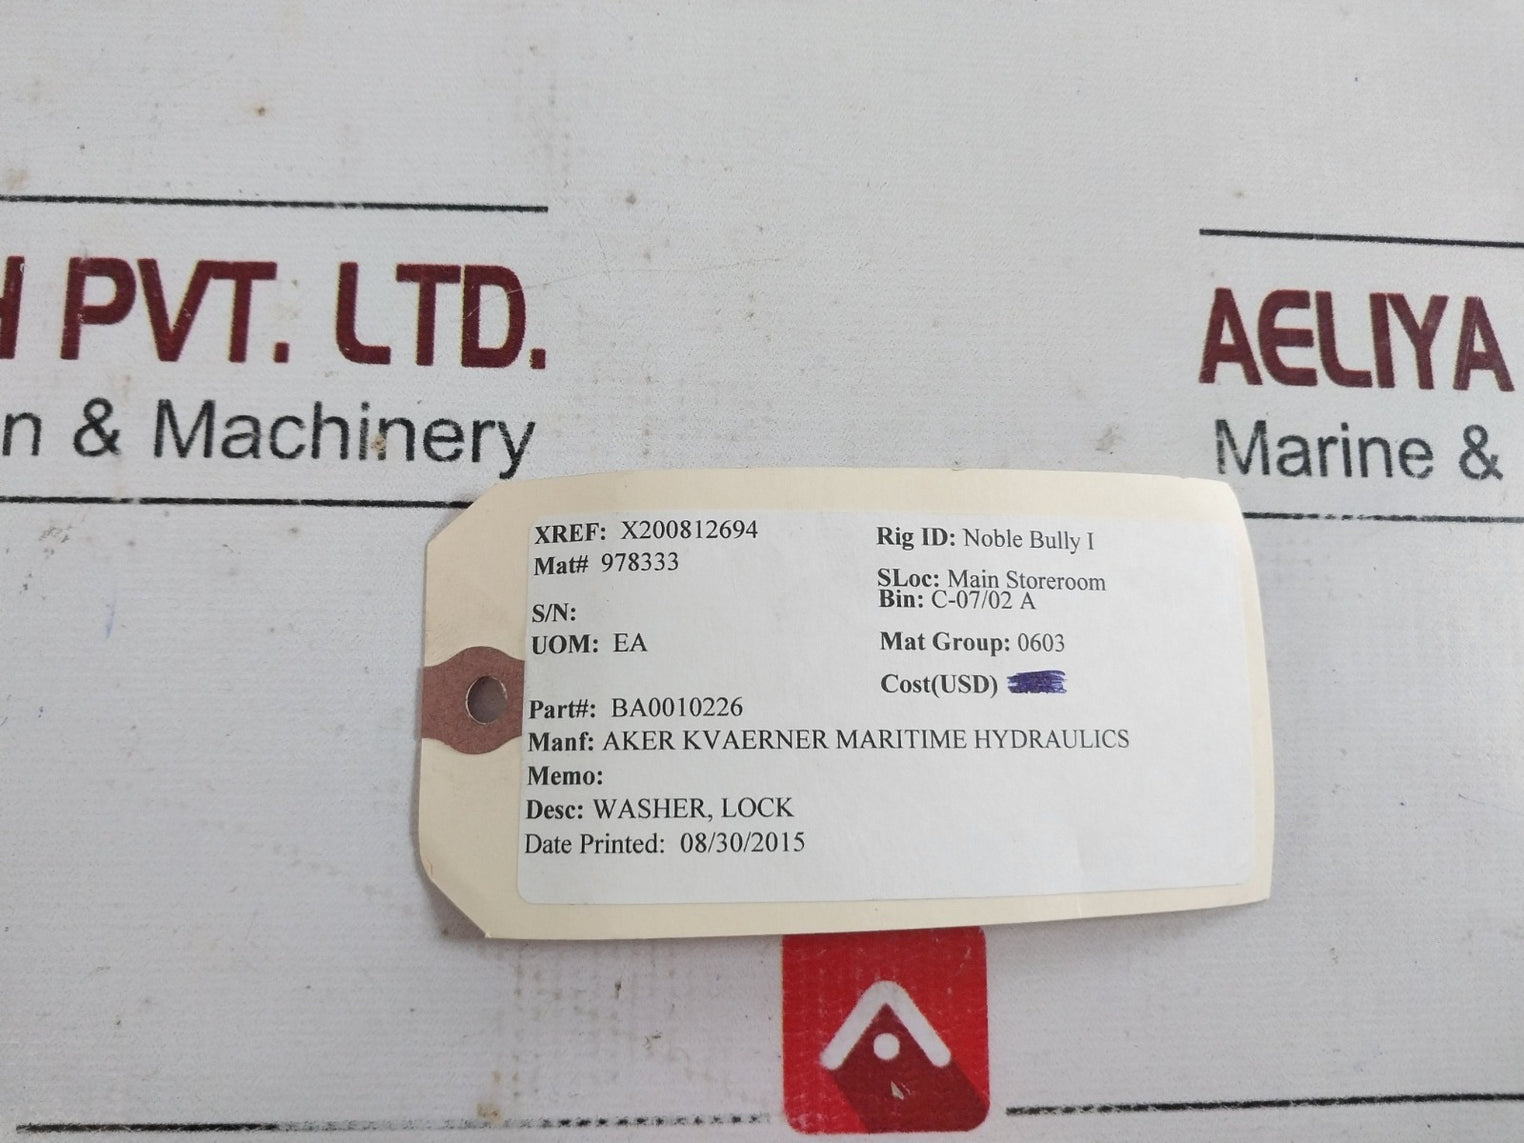 H PVT. LTD.
n & Machinery
AELIYA
Marine &
XREF: X200812694
Mat# 978333
S/N:
UOM: EA
Part#: BA0010226
Manf: AKER KVAERNER MARITIME HYDRAULICS
Memo:
Desc: WASHER, LOCK
Date Printed: 08/30/2015
Rig ID: Noble Bully I
SLoc: Main Storeroom
Bin: C-07/02 A
Mat Group: 0603
Cost(USD)